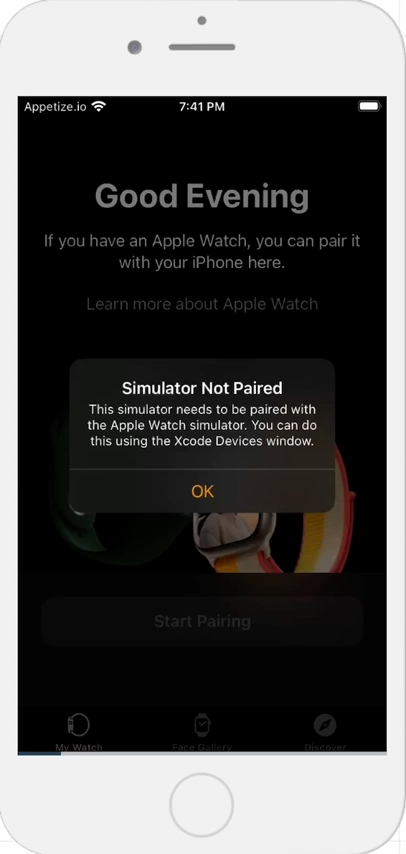 Appetize.io 7:41 PM
Good Evening
If you have an Apple Watch, you can pair it
with your iPhone here.
Learn more about Apple Watch
Simulator Not Paired
This simulator needs to be paired with
the Apple Watch simulator. You can do
this using the Xcode Devices window.
OK
Start Pairing
My Watch Face Gallery Discover